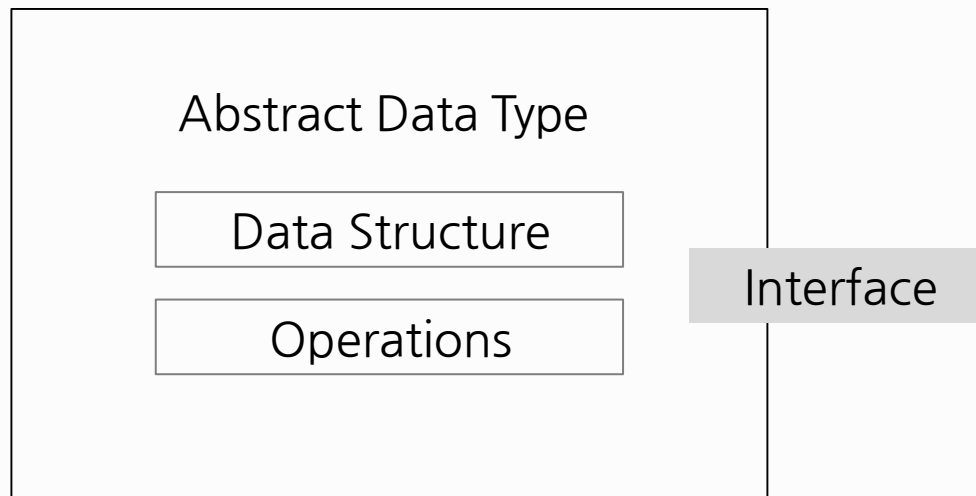 Abstract Data Type
Data Structure
Interface
Operations